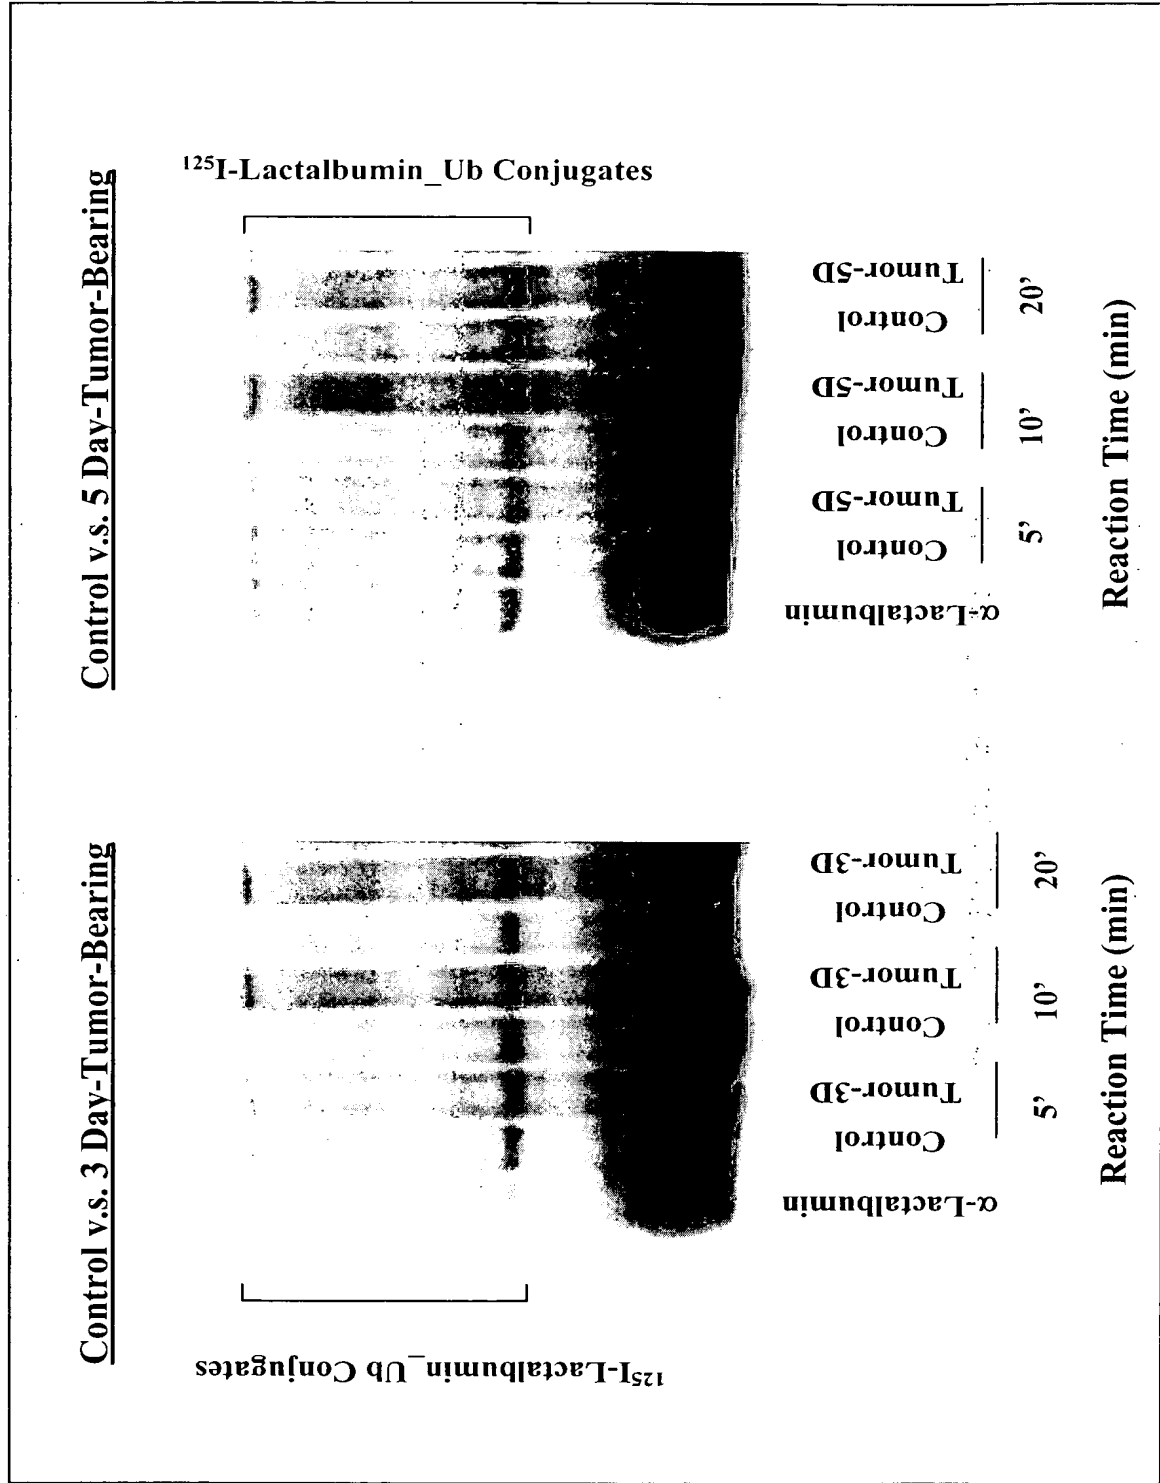 Control v.s. 3 Day-Tumor-Bearing
¹²⁵I-Lactalbumin_Ub Conjugates
α-Lactalbumin
Control
Tumor-3D
Control
Tumor-3D
Control
Tumor-3D
5'
10'
20'
Reaction Time (min)
Control v.s. 5 Day-Tumor-Bearing
¹²⁵I-Lactalbumin_Ub Conjugates
α-Lactalbumin
Control
Tumor-5D
Control
Tumor-5D
Control
Tumor-5D
5'
10'
20'
Reaction Time (min)